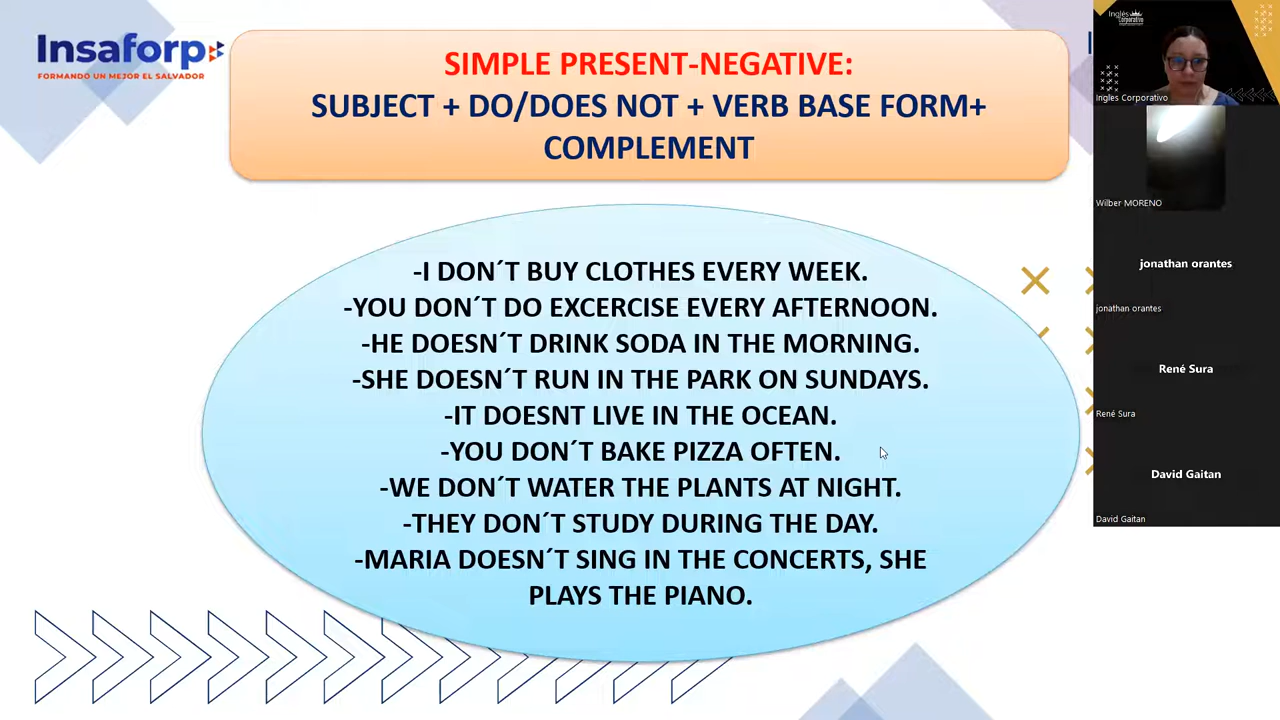 Insaforp
FORMANDO UN MEJOR EL SALVADOR
SIMPLE PRESENT-NEGATIVE:
SUBJECT + DO/DOES NOT + VERB BASE FORM+
COMPLEMENT
-I DON´T BUY CLOTHES EVERY WEEK.
-YOU DON´T DO EXCERCISE EVERY AFTERNOON.
-HE DOESN´T DRINK SODA IN THE MORNING.
-SHE DOESN´T RUN IN THE PARK ON SUNDAYS.
-IT DOESNT LIVE IN THE OCEAN.
-YOU DON´T BAKE PIZZA OFTEN.
-WE DON´T WATER THE PLANTS AT NIGHT.
-THEY DON´T STUDY DURING THE DAY.
-MARIA DOESN´T SING IN THE CONCERTS, SHE
PLAYS THE PIANO.
Inglés
Corporativo
Ingles Corporativo
Wilber MORENO
jonathan orantes
jonathan orantes
René Sura
René Sura
David Gaitan
David Gaitan